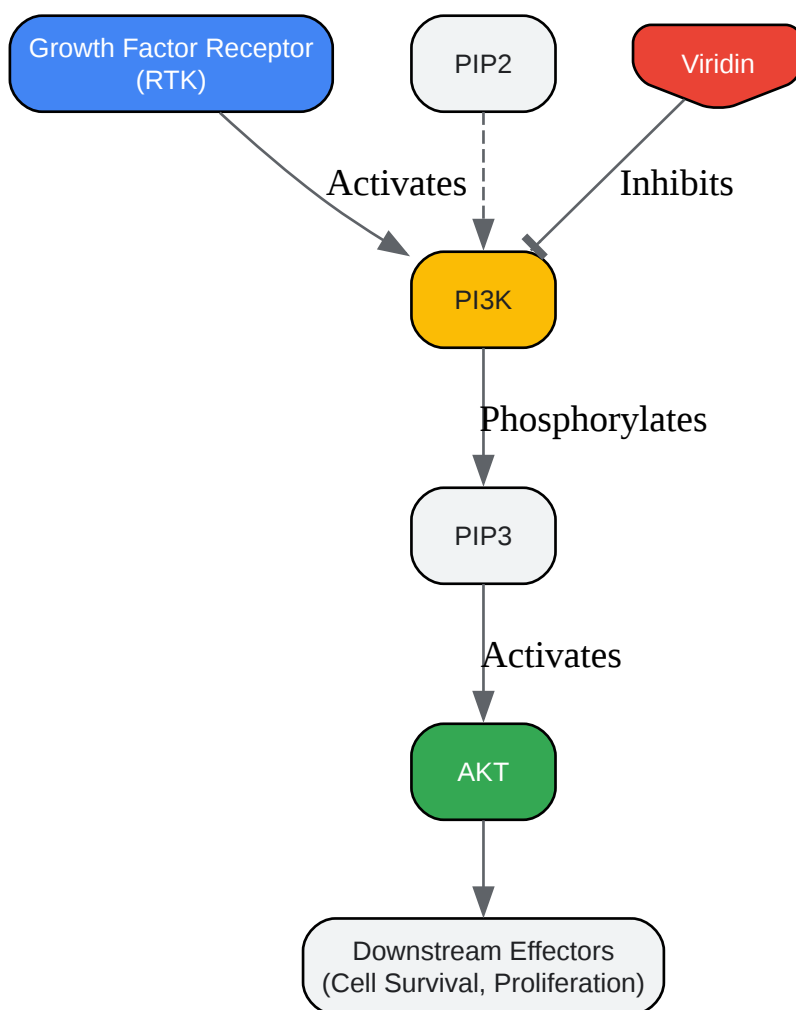 Growth Factor Receptor
(RTK)
PIP2
Viridin
Activates
Inhibits
PI3K
Phosphorylates
PIP3
Activates
AKT
Downstream Effectors
(Cell Survival, Proliferation)